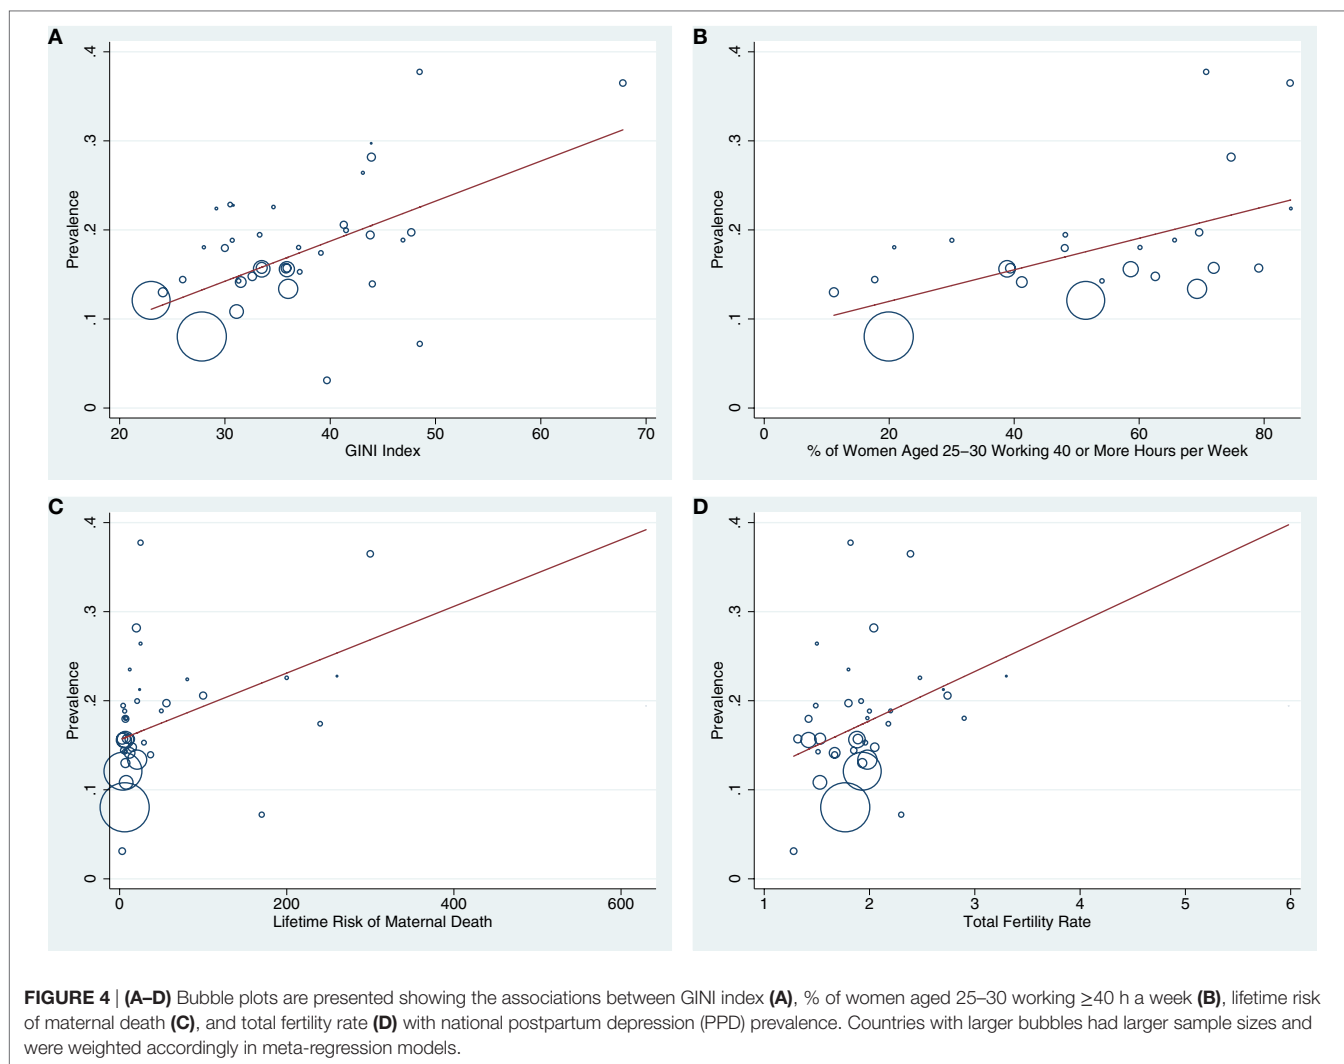 A
Prevalence
.4
.3
.2
.1
0
20 30 40 50 60 70
GINI Index
B
Prevalence
.4
.3
.2
.1
0
0 20 40 60 80
% of Women Aged 25–30 Working 40 or More Hours per Week
C
Prevalence
.4
.3
.2
.1
0
0 200 400 600
Lifetime Risk of Maternal Death
D
Prevalence
.4
.3
.2
.1
0
1 2 3 4 5 6
Total Fertility Rate
FIGURE 4 | (A–D) Bubble plots are presented showing the associations between GINI index (A), % of women aged 25–30 working ≥40 h a week (B), lifetime risk
of maternal death (C), and total fertility rate (D) with national postpartum depression (PPD) prevalence. Countries with larger bubbles had larger sample sizes and
were weighted accordingly in meta-regression models.